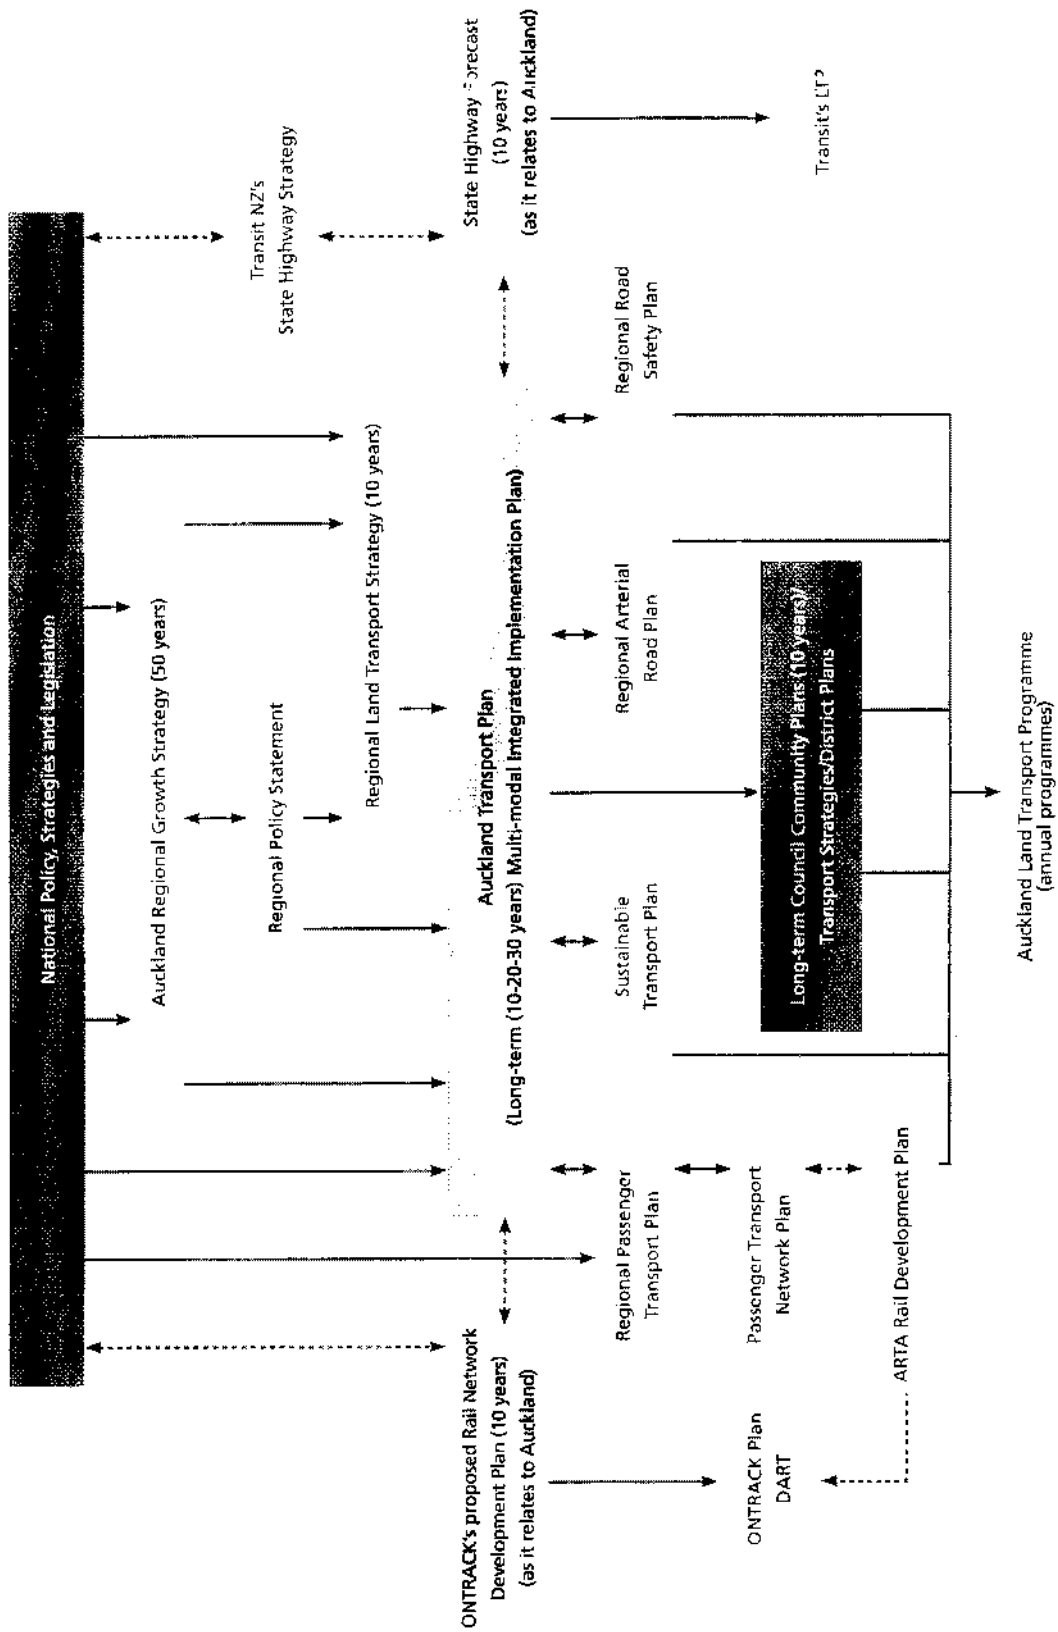 National Policy, Strategies and Legislation
Auckland Regional Growth Strategy (50 years)
Transit NZ's
State Highway Strategy
Regional Policy Statement
Regional Land Transport Strategy (10 years)
ONTRACK's proposed Rail Network
Development Plan (10 years)
(as it relates to Auckland)
Auckland Transport Plan
(Long-term (10-20-30 years) Multi-modal Integrated Implementation Plan)
State Highway Forecast
(10 years)
(as it relates to Auckland)
Regional Passenger
Transport Plan
Sustainable
Transport Plan
Regional Arterial
Road Plan
Regional Road
Safety Plan
ONTRACK Plan
DART
Passenger Transport
Network Plan
Long-term Council Community Plans (10 years)/
Transport Strategies/District Plans
Transit's
ARTA Rail Development Plan
Auckland Land Transport Programme
(annual programmes)